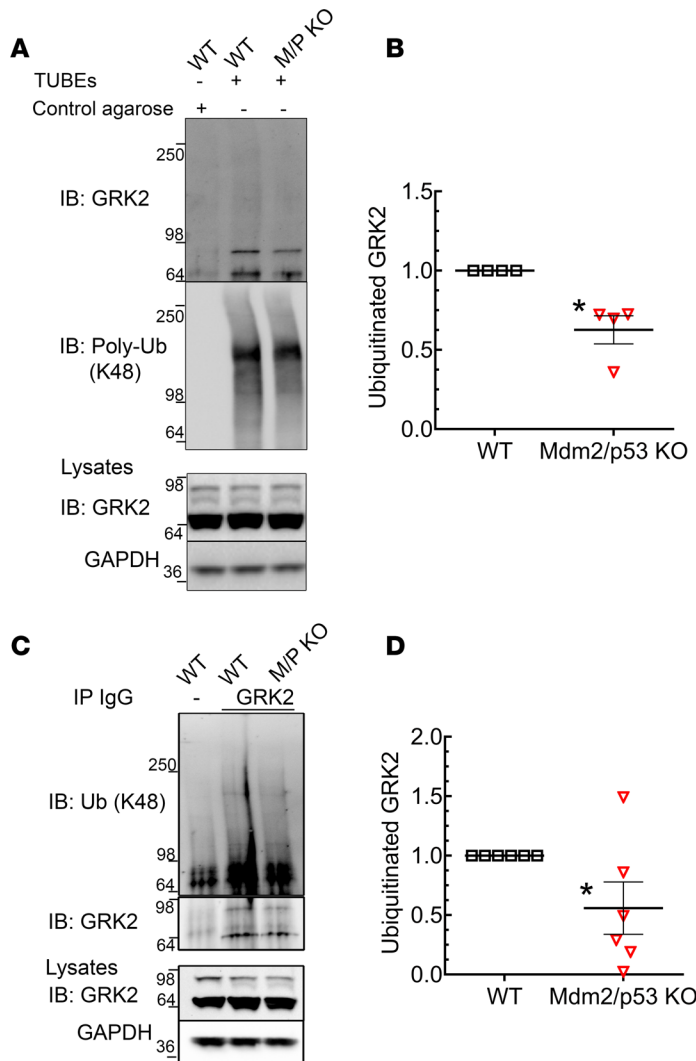 A
WT WT M/P KO
TUBEs - + +
Control agarose + - -
250
IB: GRK2
98
64
250
IB: Poly-Ub
(K48)
98
64
Lysates
98
IB: GRK2
64
GAPDH
36
B
1.5
1.0
0.5
0.0
Ubiquitinated GRK2
*
WT Mdm2/p53 KO
C
WT WT M/P KO
IP IgG - GRK2
250
IB: Ub (K48)
98
64
98
IB: GRK2
64
Lysates
98
IB: GRK2
64
GAPDH
36
D
2.0
1.5
1.0
0.5
0.0
Ubiquitinated GRK2
*
WT Mdm2/p53 KO